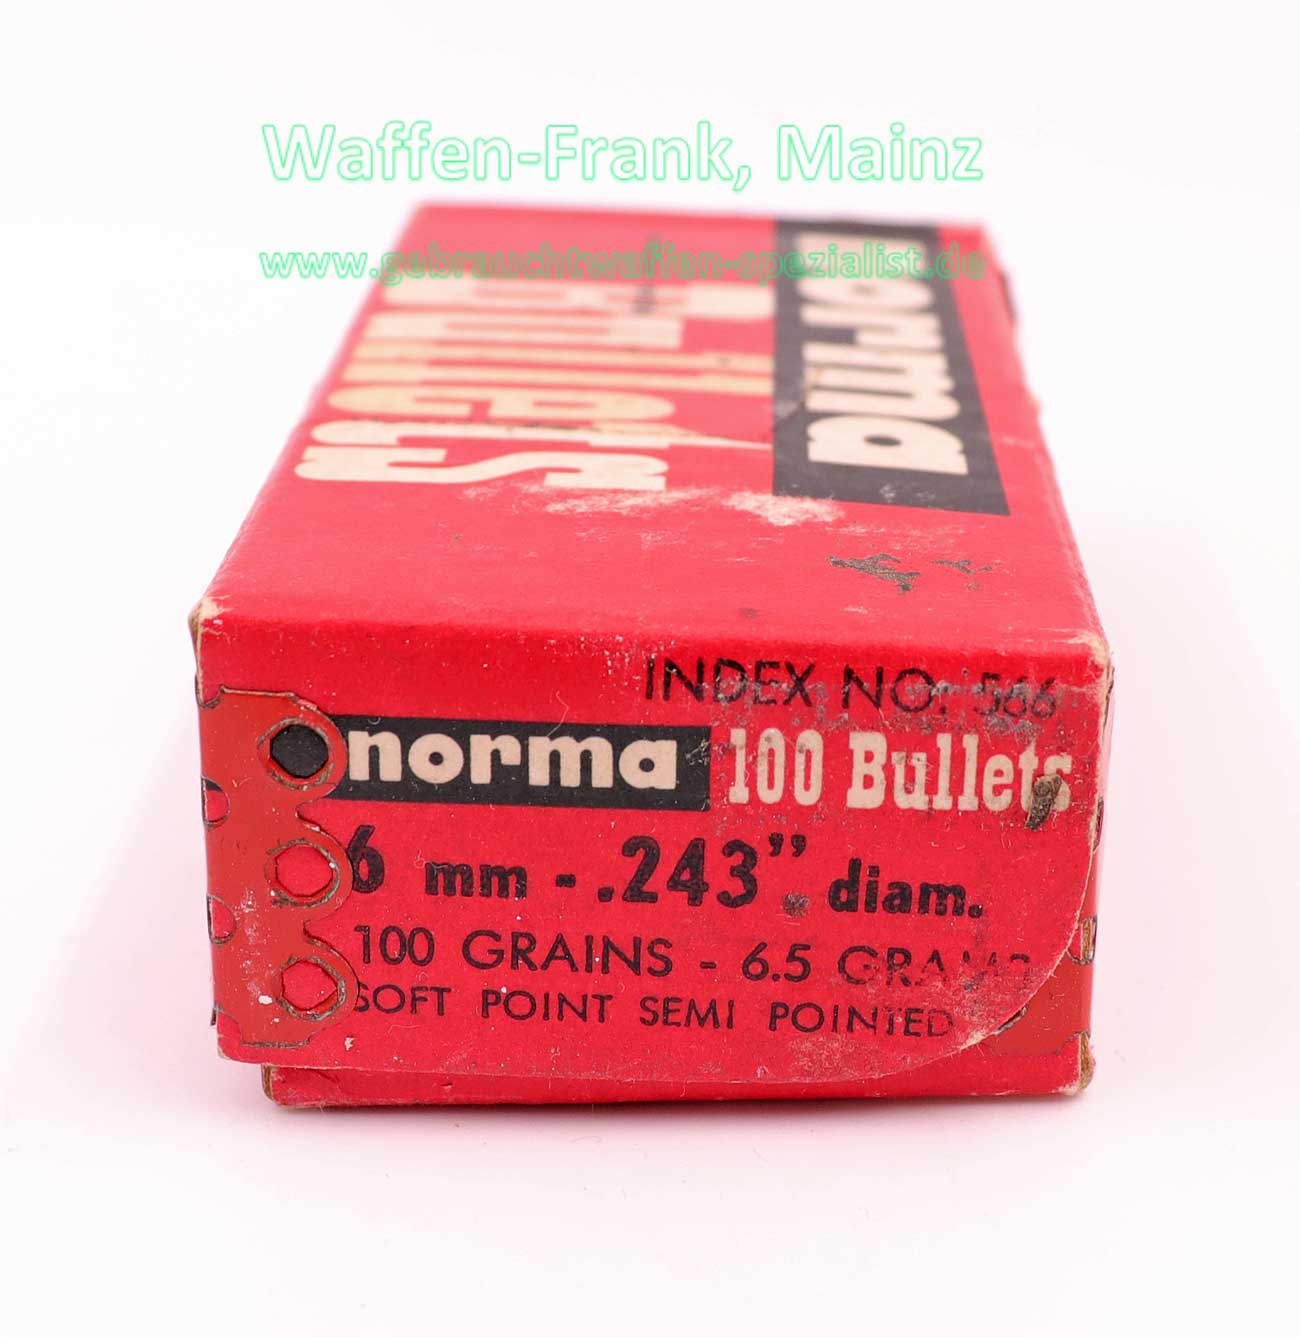 Waffen-Frank, Mainz
www.gebrauchtwaffen-spezialist.de
norma
INDEX NO: 566
norma 100 Bullets
6 mm - .243" diam.
100 GRAINS - 6.5 GRAMS
SOFT POINT SEMI POINTED